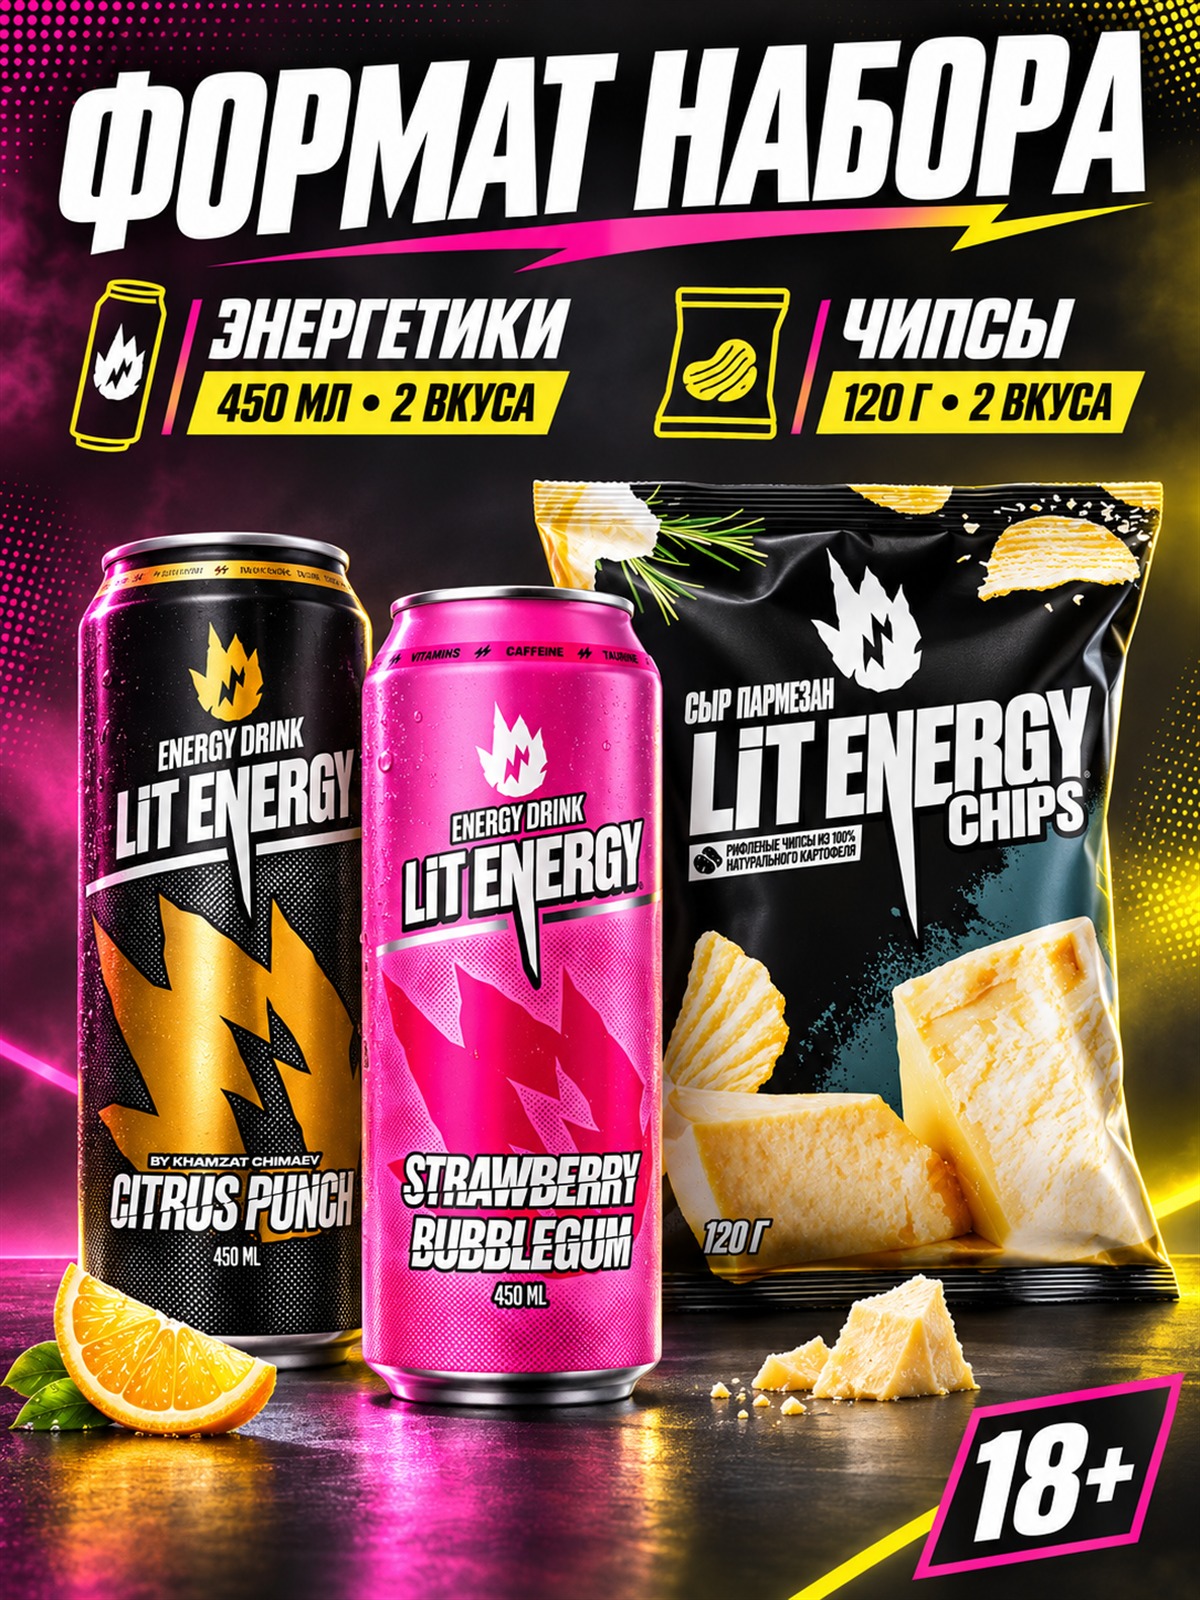 ФОРМАТ НАБОРА
ЭНЕРГЕТИКИ
450 МЛ • 2 ВКУСА
ЧИПСЫ
120 Г • 2 ВКУСА
ENERGY DRINK
LIT ENERGY
BY KHAMZAT CHIMAEV
CITRUS PUNCH
450 ML
VITAMINS CAFFEINE TAURINE
ENERGY DRINK
LIT ENERGY
STRAWBERRY
BUBBLEGUM
450 ML
СЫР ПАРМЕЗАН
LIT ENERGY
CHIPS
РИФЛЕНЫЕ ЧИПСЫ ИЗ 100%
НАТУРАЛЬНОГО КАРТОФЕЛЯ
120 Г
18+